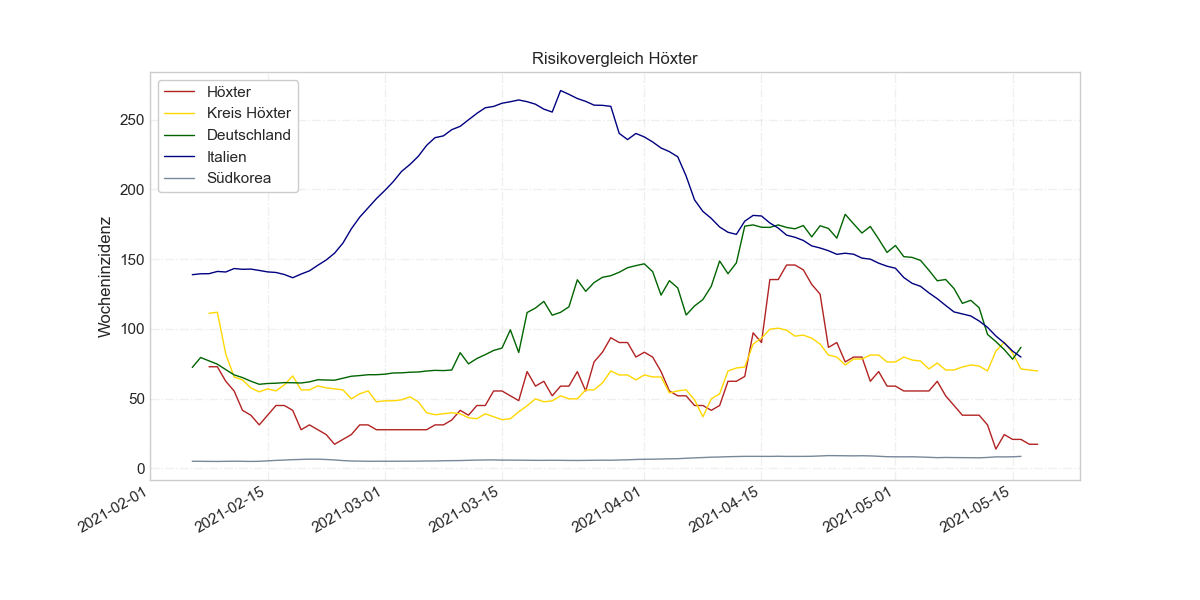 Risikovergleich Höxter
Höxter
Kreis Höxter
Deutschland
Italien
Südkorea
Wocheninzidenz
250
200
150
100
50
0
2021-02-01
2021-02-15
2021-03-01
2021-03-15
2021-04-01
2021-04-15
2021-05-01
2021-05-15